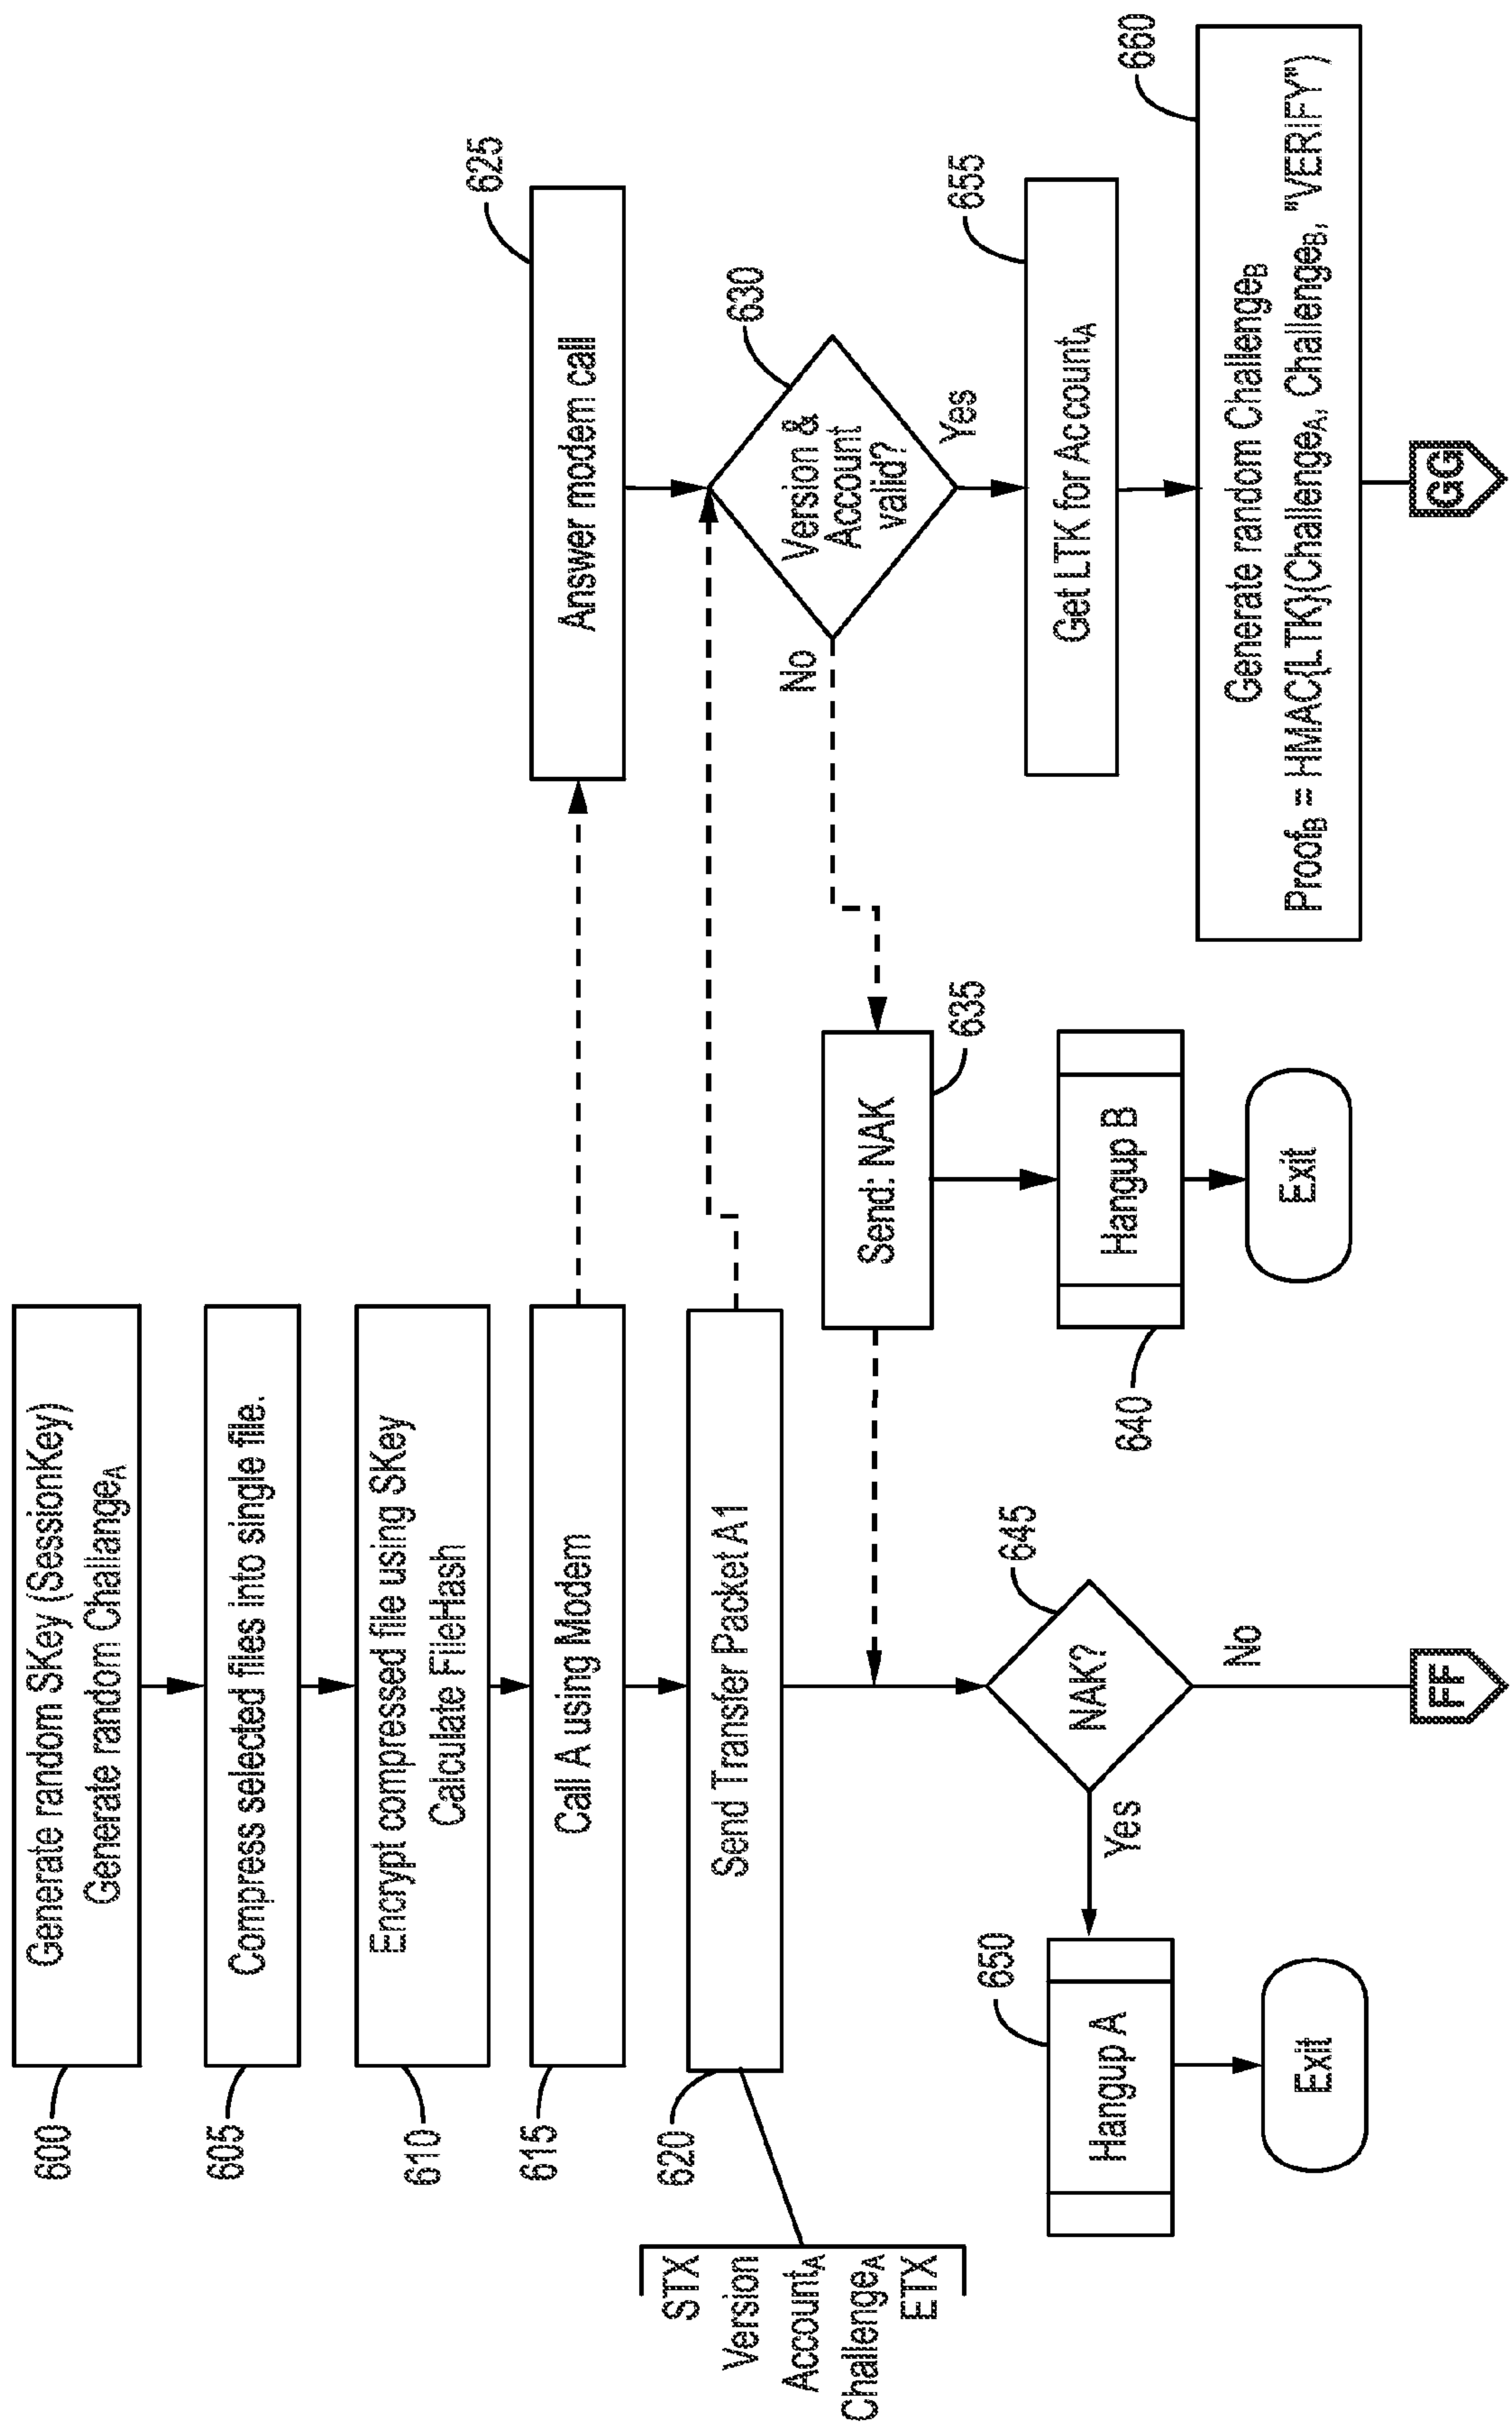 600
Generate random SKey (SessionKey)
Generate random ChallangeA
605
Compress selected files into single file.
610
Encrypt compressed file using SKey
Calculate FileHash
615
Call A using Modem
620
Send Transfer Packet A1
STX
Version
AccountA
ChallengeA
ETX
625
Answer modem call
630
Version &
Account
valid?
No
Yes
635
Send: NAK
640
Hangup B
Exit
645
NAK?
Yes
No
650
Hangup A
Exit
FF
655
Get LTK for AccountA
660
Generate random ChallengeB
ProofB = HMAC(LTK)(ChallengeA, ChallengeB, "VERIFY")
GG